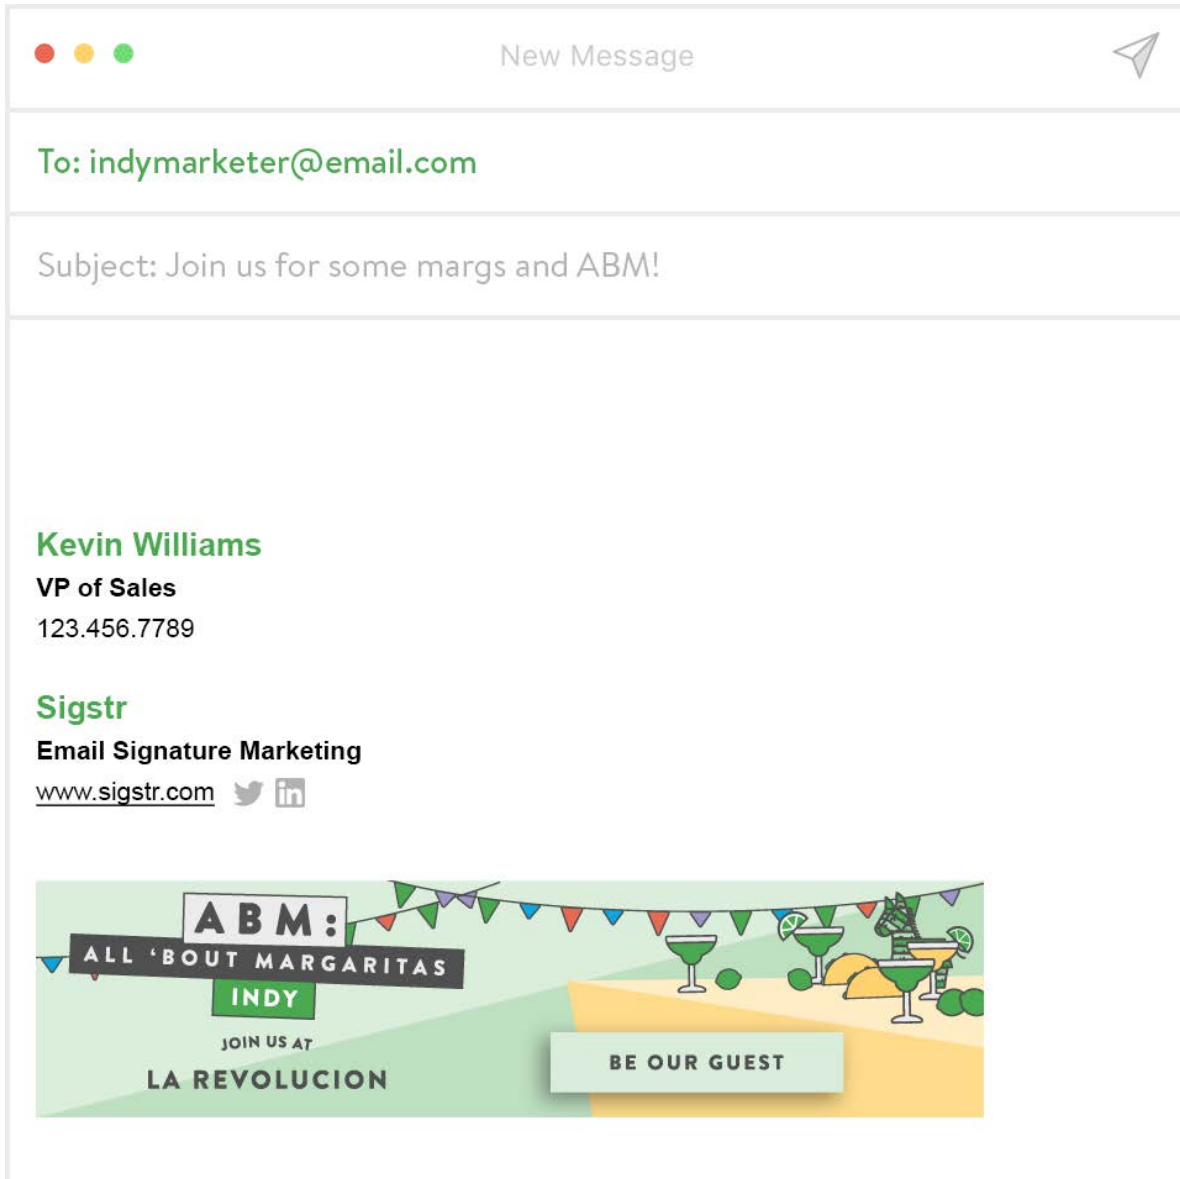 New Message
To: indymarketer@email.com
Subject: Join us for some margs and ABM!
Kevin Williams
VP of Sales
123.456.7789
Sigstr
Email Signature Marketing
www.sigstr.com in
ABM:
ALL ‘BOUT MARGARITAS
INDY
JOIN US AT
LA REVOLUCION
BE OUR GUEST